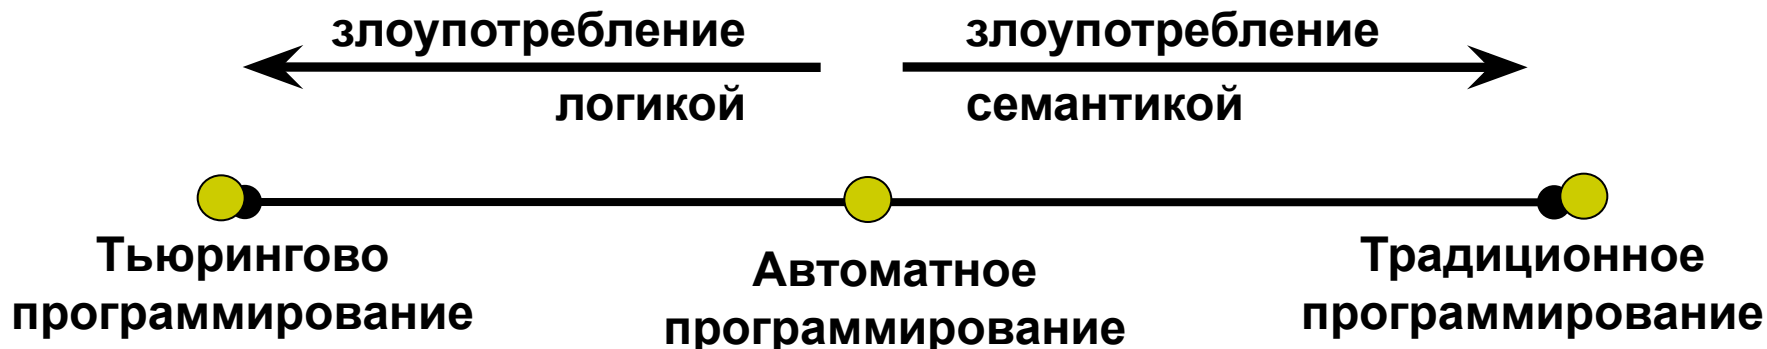 злоупотребление
логикой
злоупотребление
семантикой
Тьюрингово
программирование
Автоматное
программирование
Традиционное
программирование